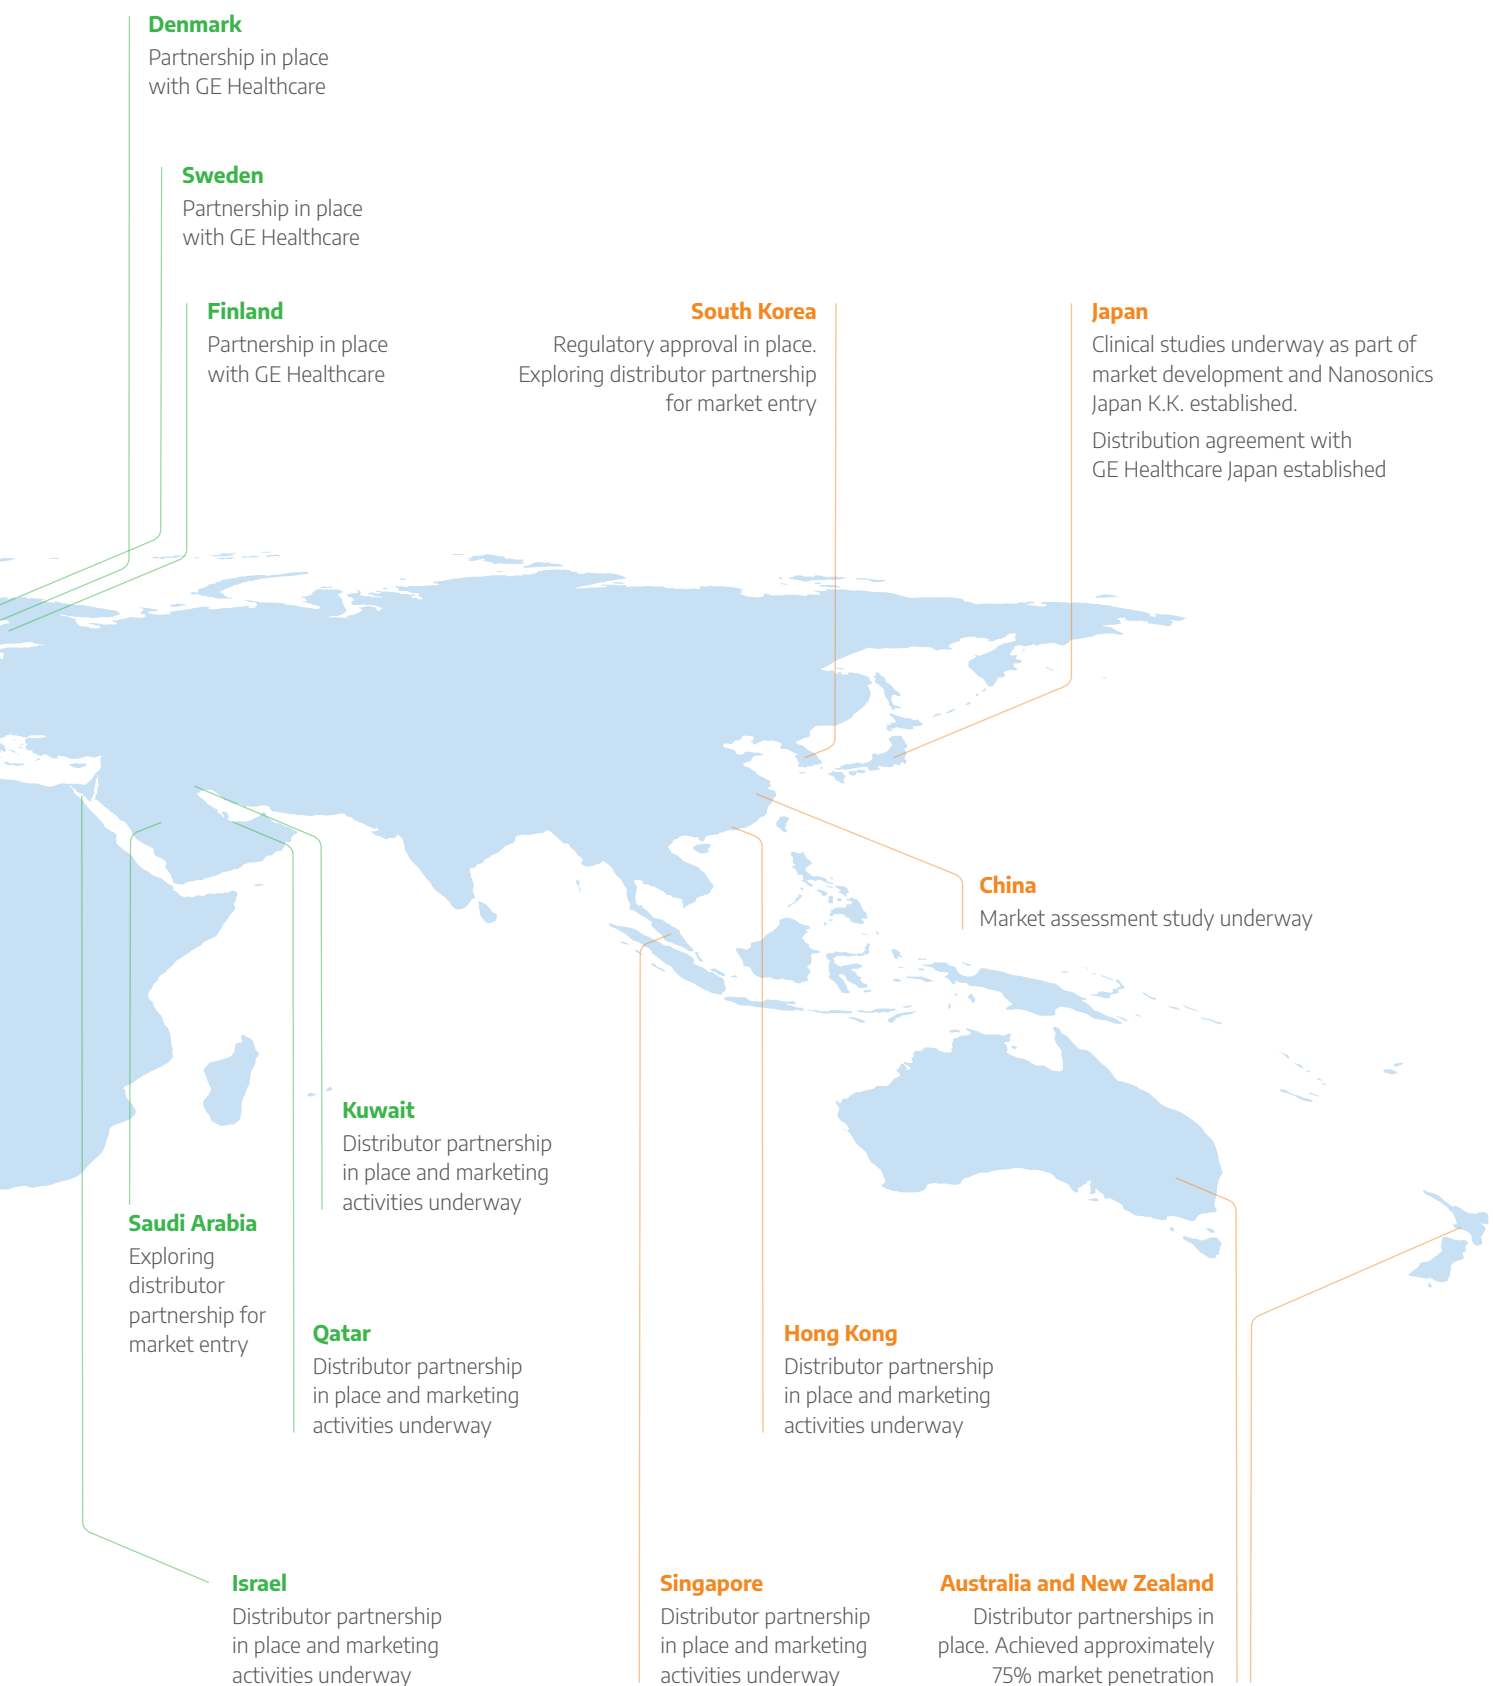 Denmark
Partnership in place
with GE Healthcare
Sweden
Partnership in place
with GE Healthcare
Finland
Partnership in place
with GE Healthcare
South Korea
Regulatory approval in place.
Exploring distributor partnership
for market entry
Japan
Clinical studies underway as part of
market development and Nanosonics
Japan K.K. established.
Distribution agreement with
GE Healthcare Japan established
China
Market assessment study underway
Kuwait
Distributor partnership
in place and marketing
activities underway
Saudi Arabia
Exploring
distributor
partnership for
market entry
Qatar
Distributor partnership
in place and marketing
activities underway
Hong Kong
Distributor partnership
in place and marketing
activities underway
Israel
Distributor partnership
in place and marketing
activities underway
Singapore
Distributor partnership
in place and marketing
activities underway
Australia and New Zealand
Distributor partnerships in
place. Achieved approximately
75% market penetration